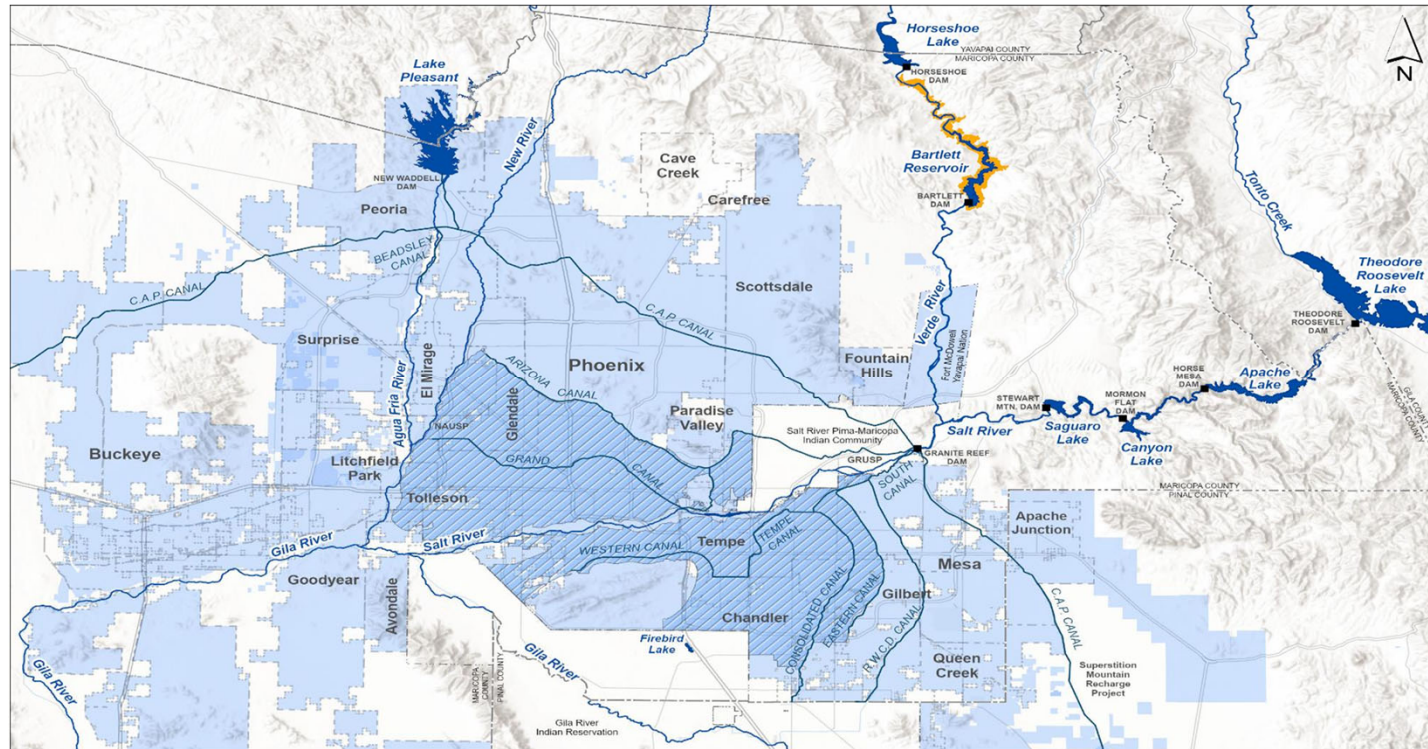 Horseshoe
Lake
YAVAPAI COUNTY
MARICOPA COUNTY
N
HORSESHOE
DAM
Lake
Pleasant
New River
Bartlett
Reservoir
Tonto Creek
Cave
Creek
NEW WADDELL
DAM
BARTLETT
DAM
Carefree
Peoria
BEADSLEY
CANAL
Theodore
Roosevelt
Lake
C.A.P. CANAL
Scottsdale
C.A.P. CANAL
Verde River
THEODORE
ROOSEVELT
DAM
Surprise
El Mirage
Agua Fria River
ARIZONA
CANAL
Phoenix
Fountain
Hills
Fort McDowell
Yavapai Nation
HORSE
MESA
DAM
Apache
Lake
GILA COUNTY
MARICOPA COUNTY
Glendale
Paradise
Valley
STEWART
MTN. DAM
MORMON
FLAT
DAM
NAUSP
Salt River
Saguaro
Lake
Canyon
Lake
Salt River Pima-Maricopa
Indian Community
Buckeye
Litchfield
Park
GRAND
CANAL
GRUSP
GRANITE REEF
DAM
SOUTH
CANAL
MARICOPA COUNTY
PINAL COUNTY
Tolleson
Apache
Junction
Gila River
Salt River
WESTERN CANAL
Tempe
TEMPE
CANAL
Mesa
Goodyear
Avondale
Chandler
Gilbert
CONSOLIDATED CANAL
EASTERN CANAL
R.W.C.D. CANAL
C.A.P. CANAL
Firebird
Lake
Gila River
Gila River
MARICOPA
COUNTY
PINAL
COUNTY
Queen
Creek
Superstition
Mountain
Recharge
Project
Gila River
Indian Reservation